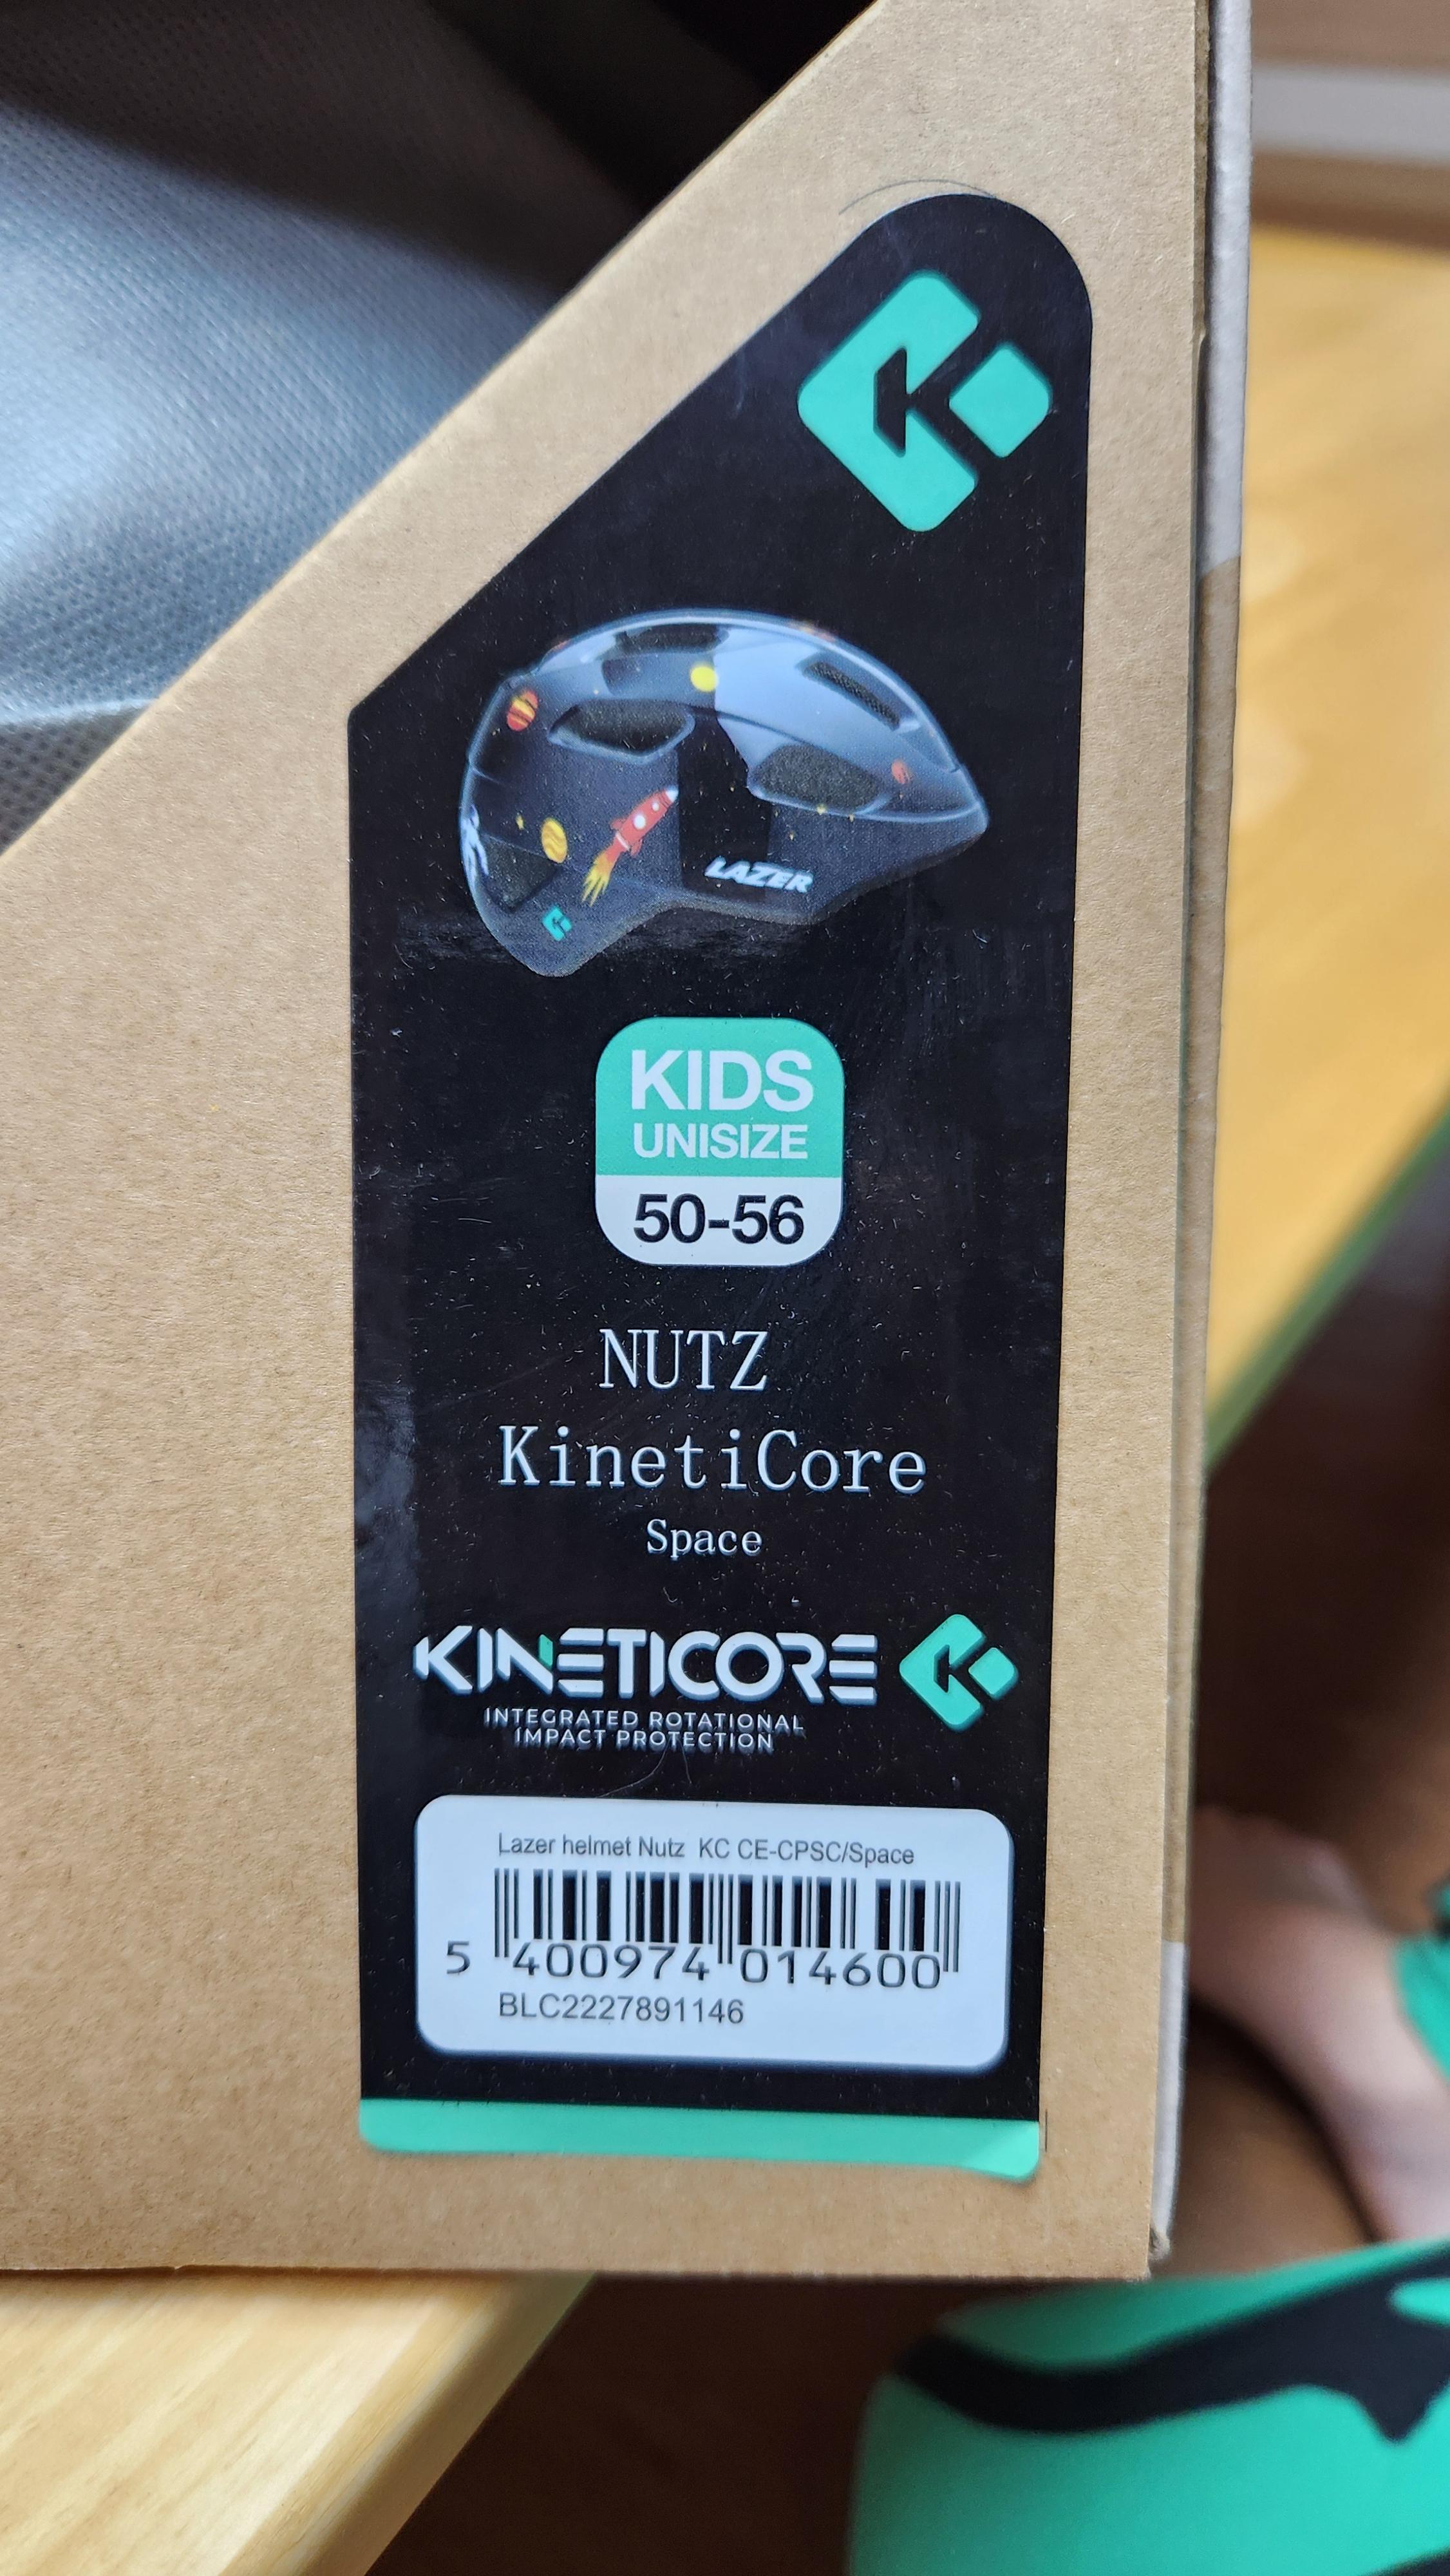 LAZER
KIDS
UNISIZE
50-56
NUTZ
KinetiCore
Space
KINETICORE
INTEGRATED ROTATIONAL
IMPACT PROTECTION
Lazer helmet Nutz KC CE-CPSC/Space
5 400974 014600
BLC2227891146